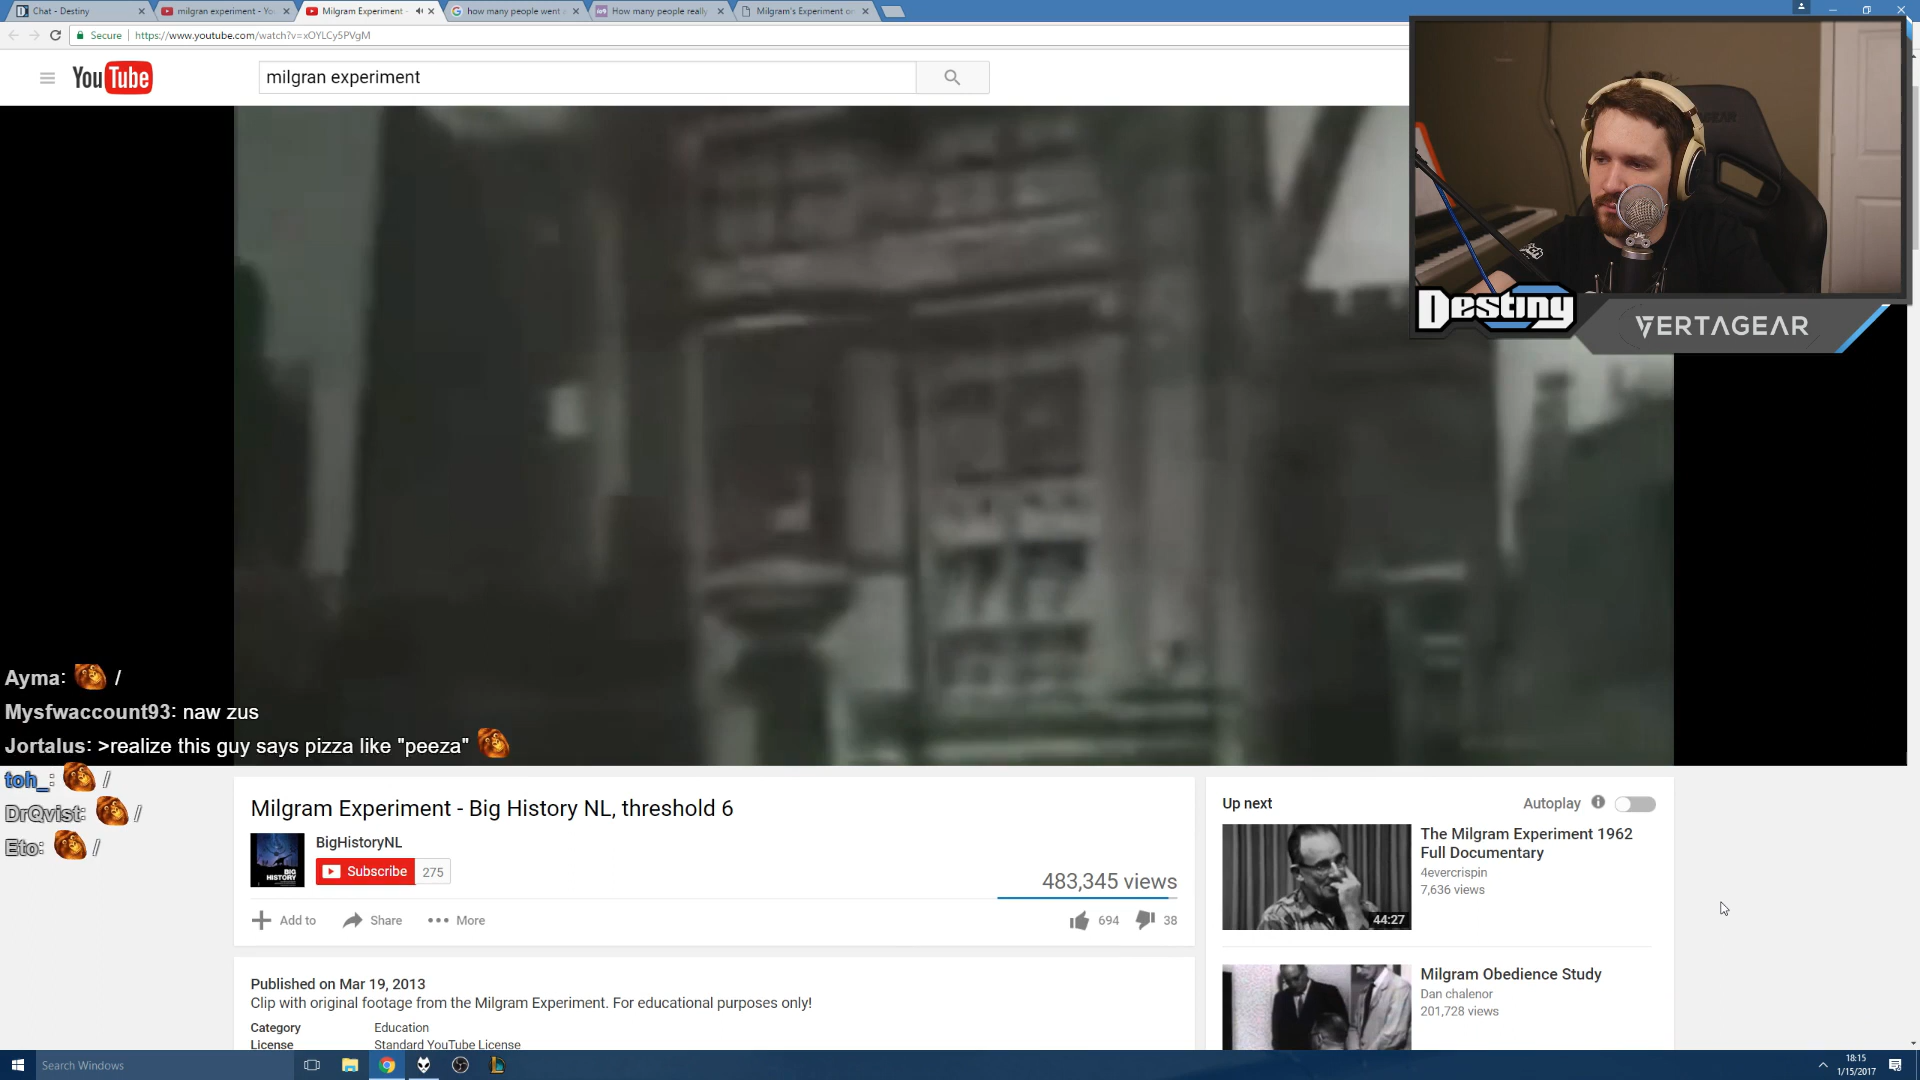 Chat - Destiny
milgran experiment - Yo
Milgram Experiment -
how many people went
How many people really
Milgram's Experiment o
Secure
https://www.youtube.com/watch?v=xOYLCy5PVgM
YouTube
milgran experiment
Destiny
VERTAGEAR
Ayma: /
Mysfwaccount93: naw zus
Jortalus: >realize this guy says pizza like "peeza"
toh_: /
DrQvist: /
Eto: /
Milgram Experiment - Big History NL, threshold 6
BigHistoryNL
BIG
HISTORY
Subscribe 275
483,345 views
Add to Share More
694 38
Published on Mar 19, 2013
Clip with original footage from the Milgram Experiment. For educational purposes only!
Category Education
License Standard YouTube License
Up next
Autoplay
The Milgram Experiment 1962
Full Documentary
4evercrispin
7,636 views
44:27
Milgram Obedience Study
Dan chalenor
201,728 views
Search Windows
18:15
1/15/2017